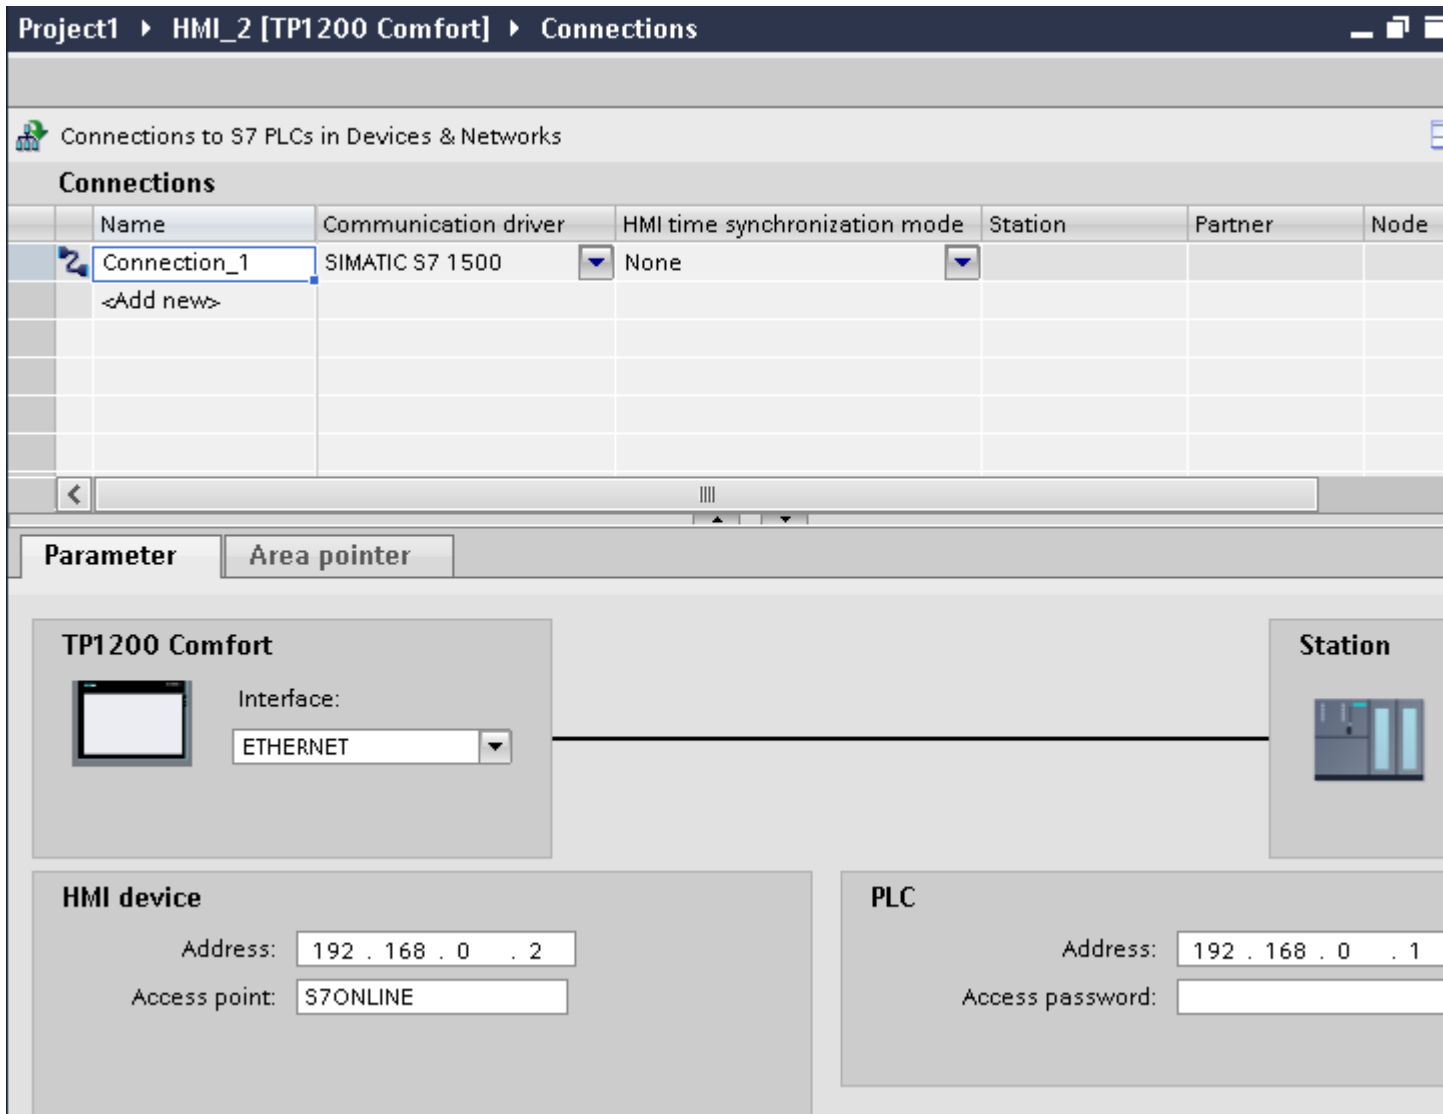 Project1 ▸ HMI_2 [TP1200 Comfort] ▸ Connections
Connections to S7 PLCs in Devices & Networks
Connections
Name Communication driver HMI time synchronization mode Station Partner Node
Connection_1 SIMATIC S7 1500 None
<Add new>
Parameter Area pointer
TP1200 Comfort Station
Interface:
ETHERNET
HMI device PLC
Address: 192 . 168 . 0 . 2 Address: 192 . 168 . 0 . 1
Access point: S7ONLINE Access password: